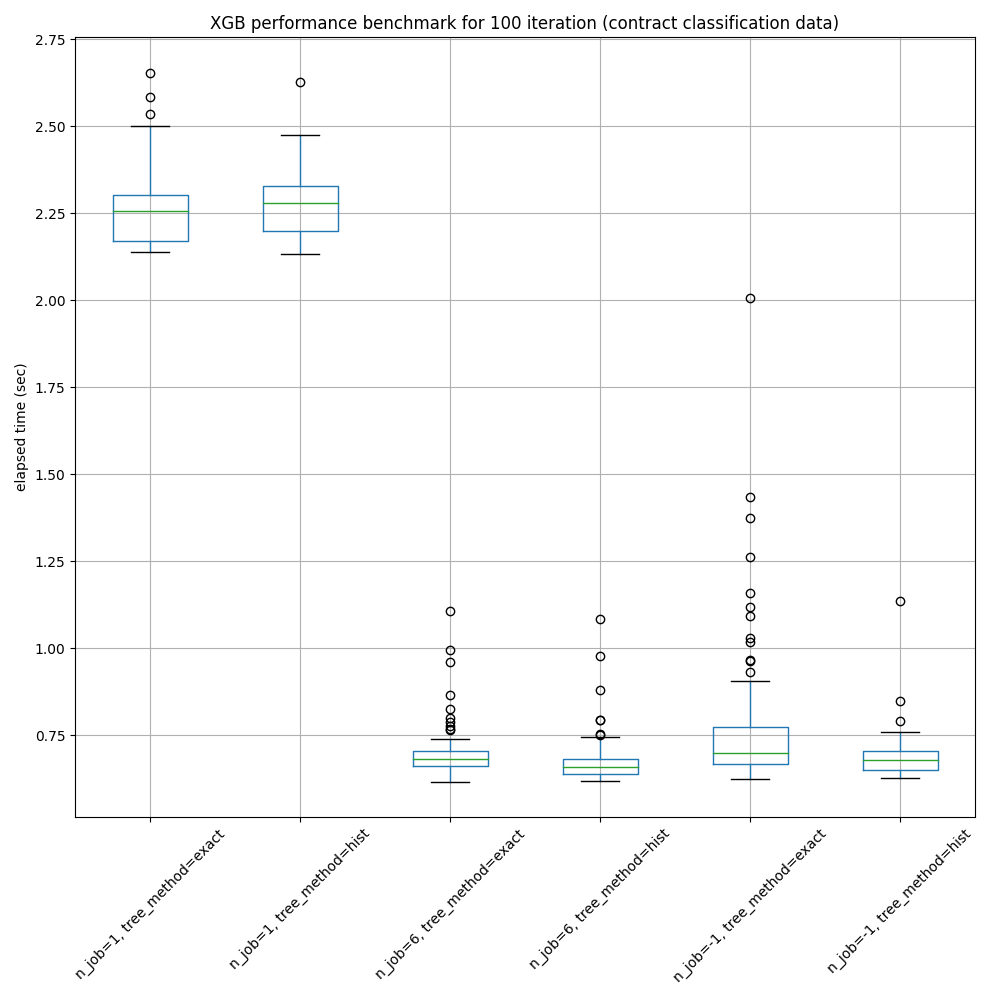 XGB performance benchmark for 100 iteration (contract classification data)
elapsed time (sec)
2.75
2.50
2.25
2.00
1.75
1.50
1.25
1.00
0.75
n_job=1, tree_method=exact
n_job=1, tree_method=hist
n_job=6, tree_method=exact
n_job=6, tree_method=hist
n_job=-1, tree_method=exact
n_job=-1, tree_method=hist